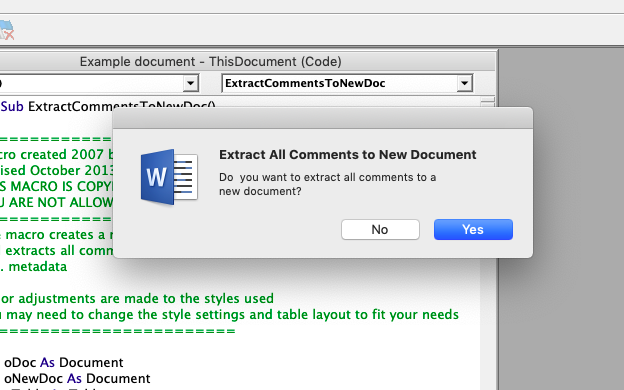 Example document - ThisDocument (Code)
) ExtractCommentsToNewDoc
Sub ExtractCommentsToNewDoc()
Extract All Comments to New Document
Do  you want to extract all comments to a
new document?
No Yes
W
=====
cro created 2007 b
ised October 2013
S MACRO IS COPY
U ARE NOT ALLOW
=====
macro creates a n
extracts all comm
. metadata
or adjustments are made to the styles used
u may need to change the style settings and table layout to fit your needs
========================
oDoc As Document
oNewDoc As Document